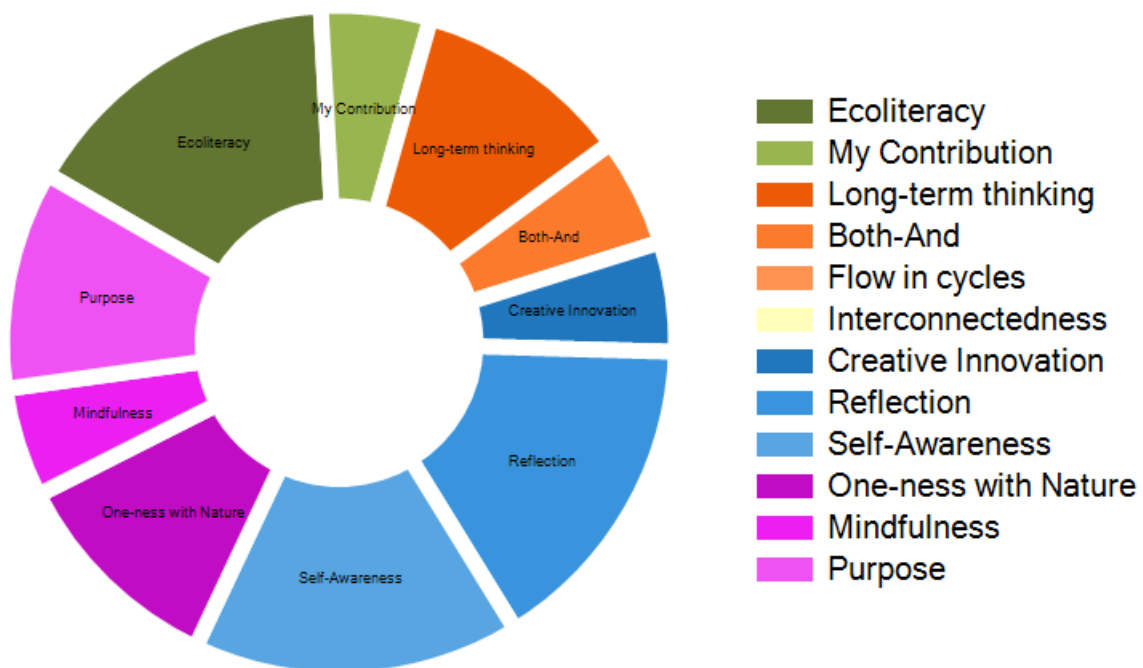 My Contribution
Ecoliteracy
Long-term thinking
Both-And
Purpose
Creative Innovation
Mindfulness
Reflection
One-ness with Nature
Self-Awareness
Ecoliteracy
My Contribution
Long-term thinking
Both-And
Flow in cycles
Interconnectedness
Creative Innovation
Reflection
Self-Awareness
One-ness with Nature
Mindfulness
Purpose